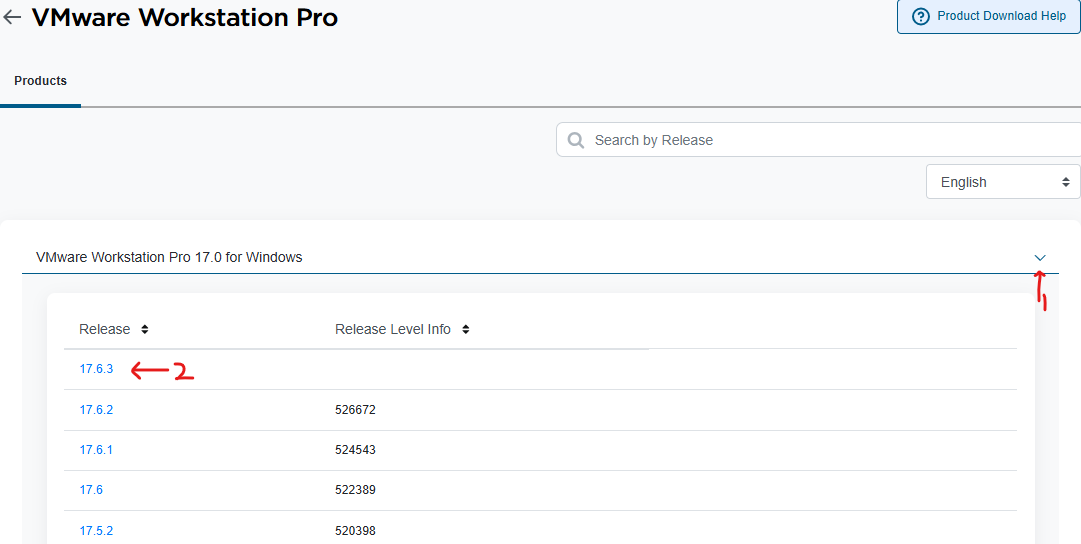 VMware Workstation Pro
Product Download Help
Products
Search by Release
English
VMware Workstation Pro 17.0 for Windows
1
Release Release Level Info
17.6.3 2
17.6.2 526672
17.6.1 524543
17.6 522389
17.5.2 520398